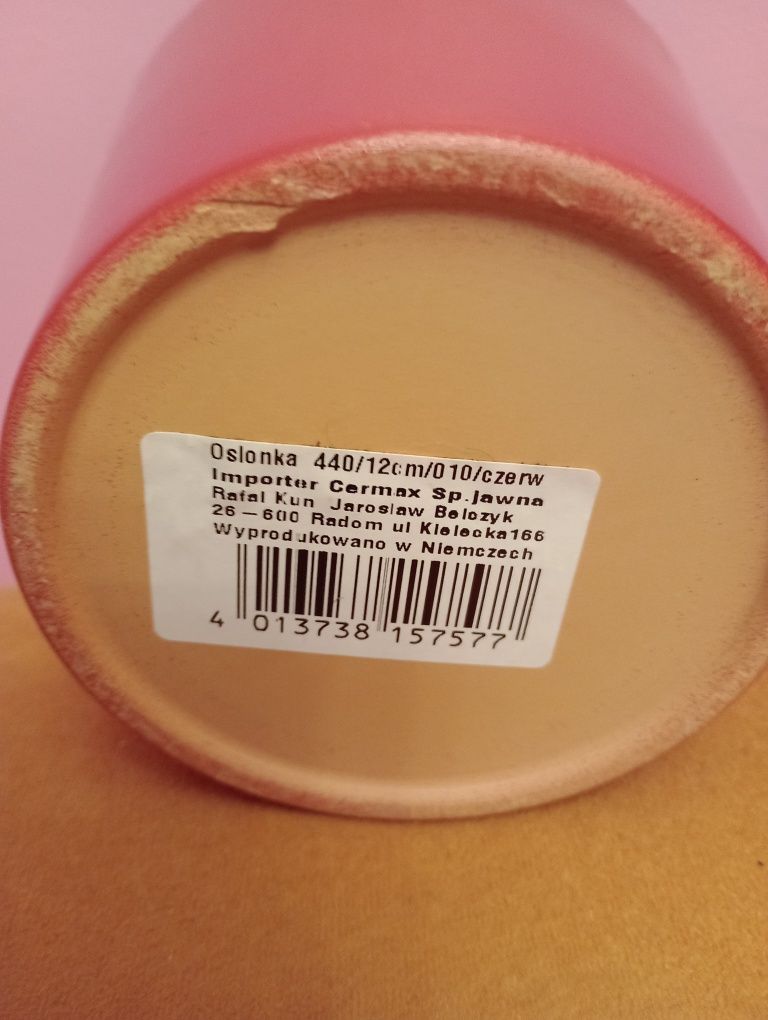 Oslonka 440/12cm/010/czerw
Importer Cermax Sp.Jawna
Rafal Kun Jaroslaw Belczyk
26-600 Radom ul Kielecka166
Wyprodukowano w Niemczech
4 013738 157577